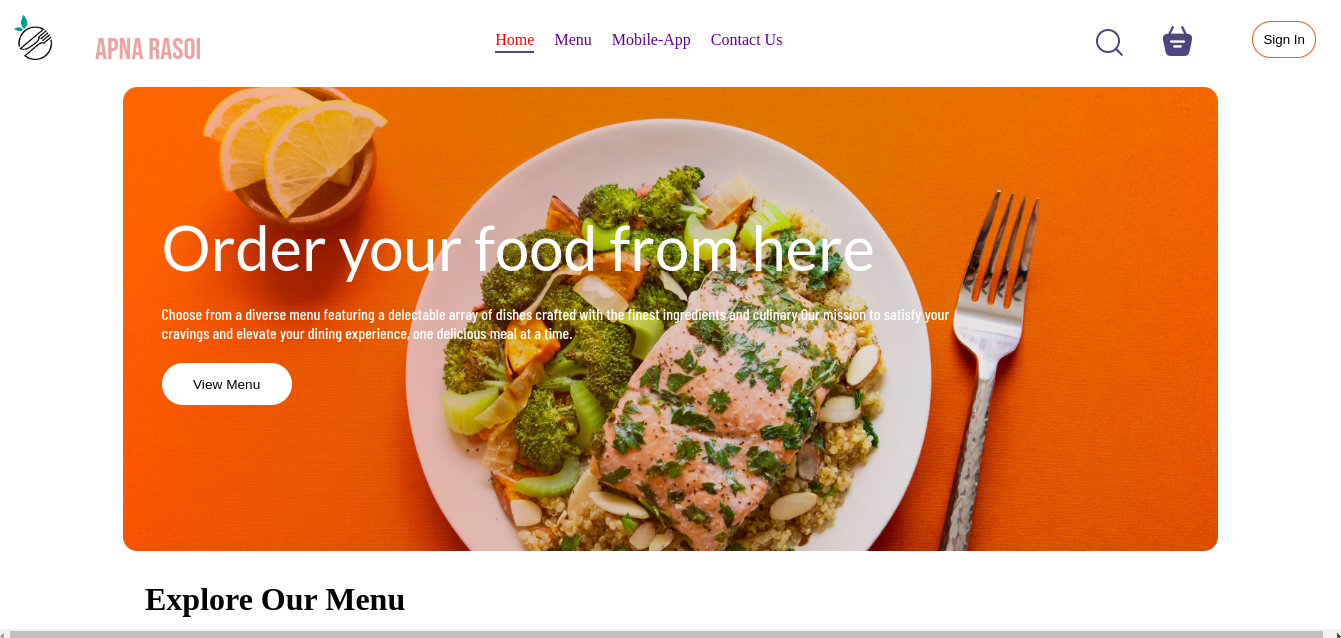 APNA RASOI
Home Menu Mobile-App Contact Us
Sign In
Order your food from here
Choose from a diverse menu featuring a delectable array of dishes crafted with the finest ingredients and culinary.Our mission to satisfy your
cravings and elevate your dining experience, one delicious meal at a time.
View Menu
Explore Our Menu